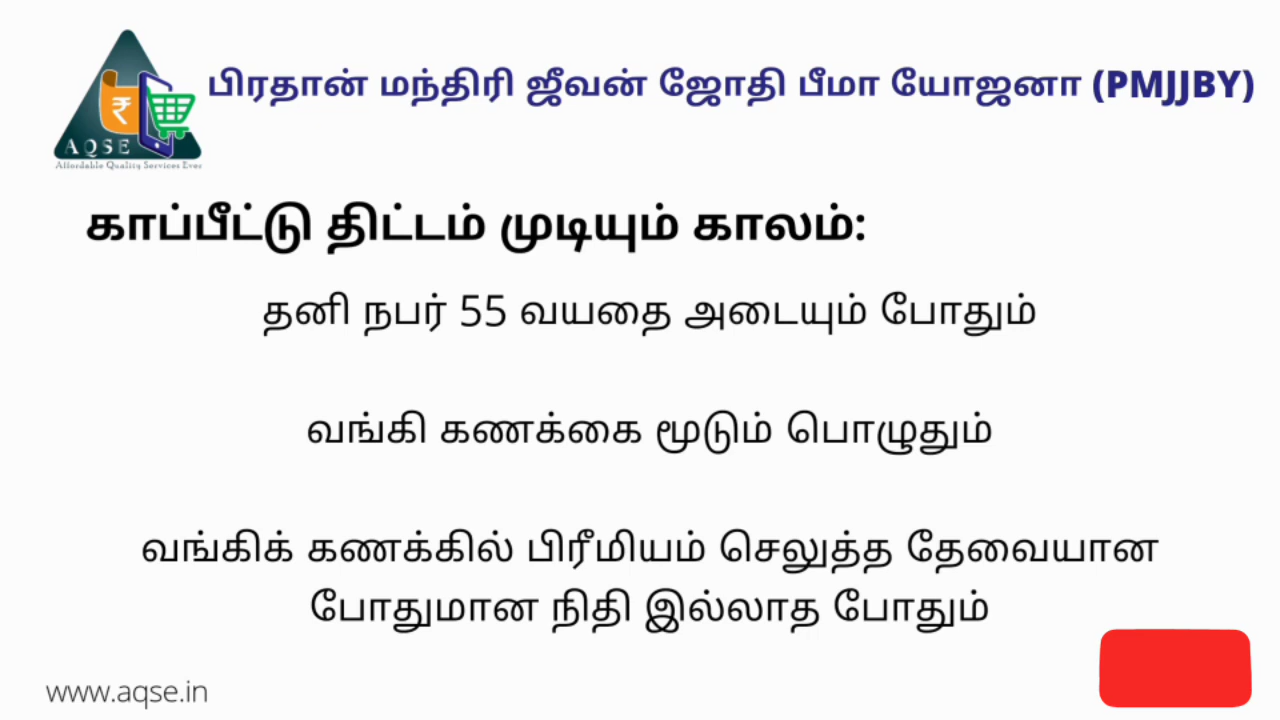 பிரதான் மந்திரி ஜீவன் ஜோதி பீமா யோஜனா (PMJJBY)
AQSE
Affordable Quality Services Ever
காப்பீட்டு திட்டம் முடியும் காலம்:
தனி நபர் 55 வயதை அடையும் போதும்
வங்கி கணக்கை மூடும் பொழுதும்
வங்கிக் கணக்கில் பிரீமியம் செலுத்த தேவையான
போதுமான நிதி இல்லாத போதும்
www.aqse.in